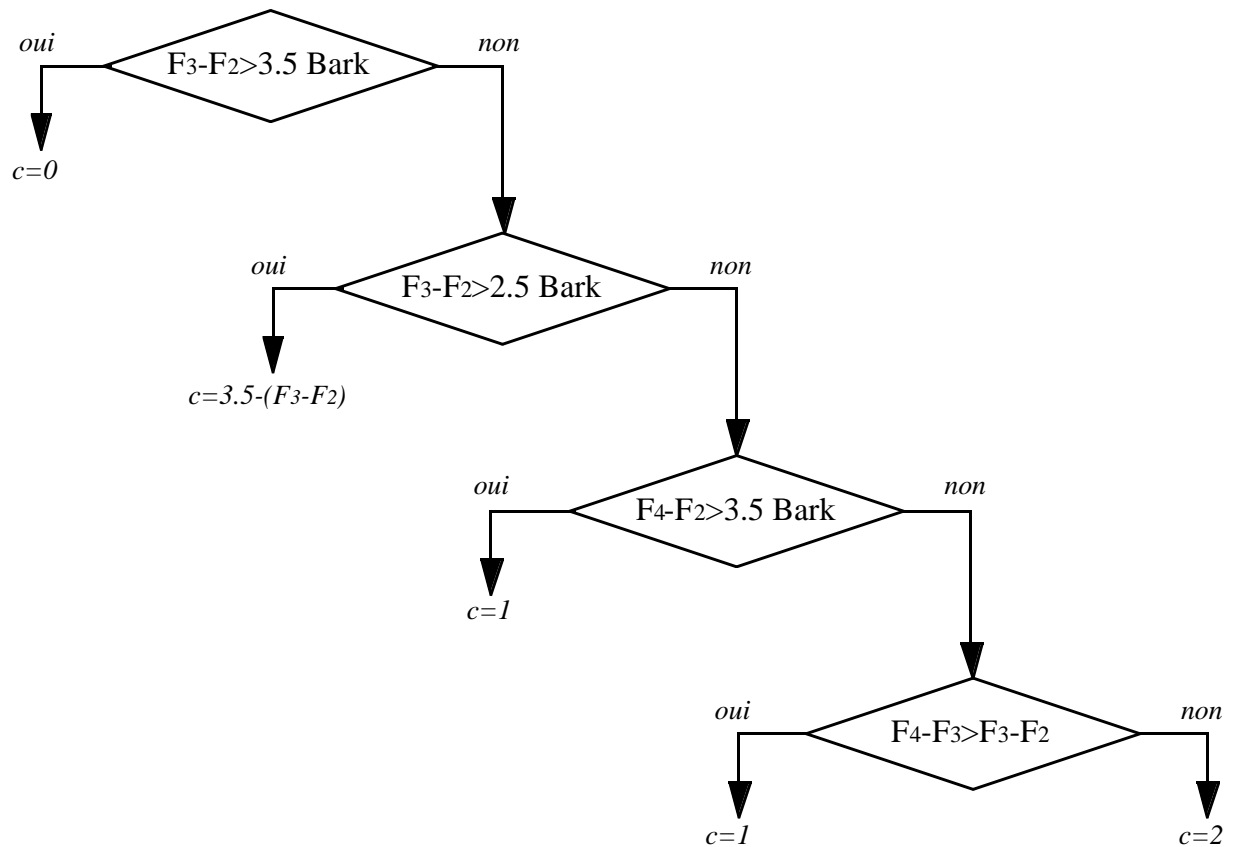 oui
non
F3-F2>3.5 Bark
c=0
oui
non
F3-F2>2.5 Bark
c=3.5-(F3-F2)
oui
non
F4-F2>3.5 Bark
c=1
oui
non
F4-F3>F3-F2
c=1
c=2